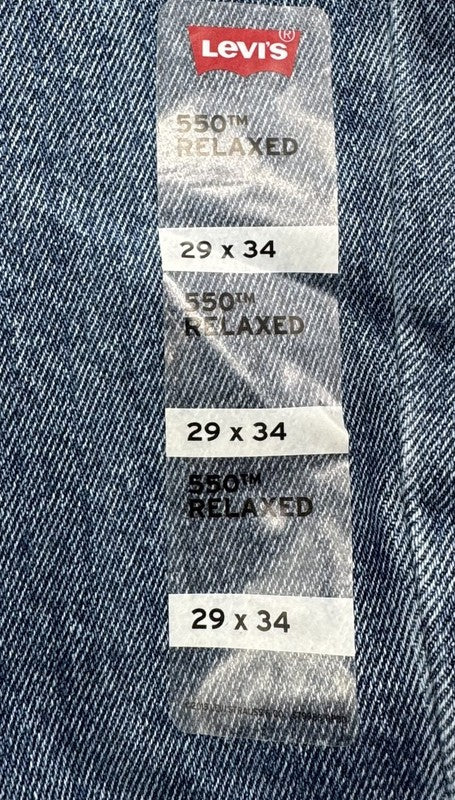 Levi's®
550™
RELAXED
29 x 34
550™
RELAXED
29 x 34
550™
RELAXED
29 x 34